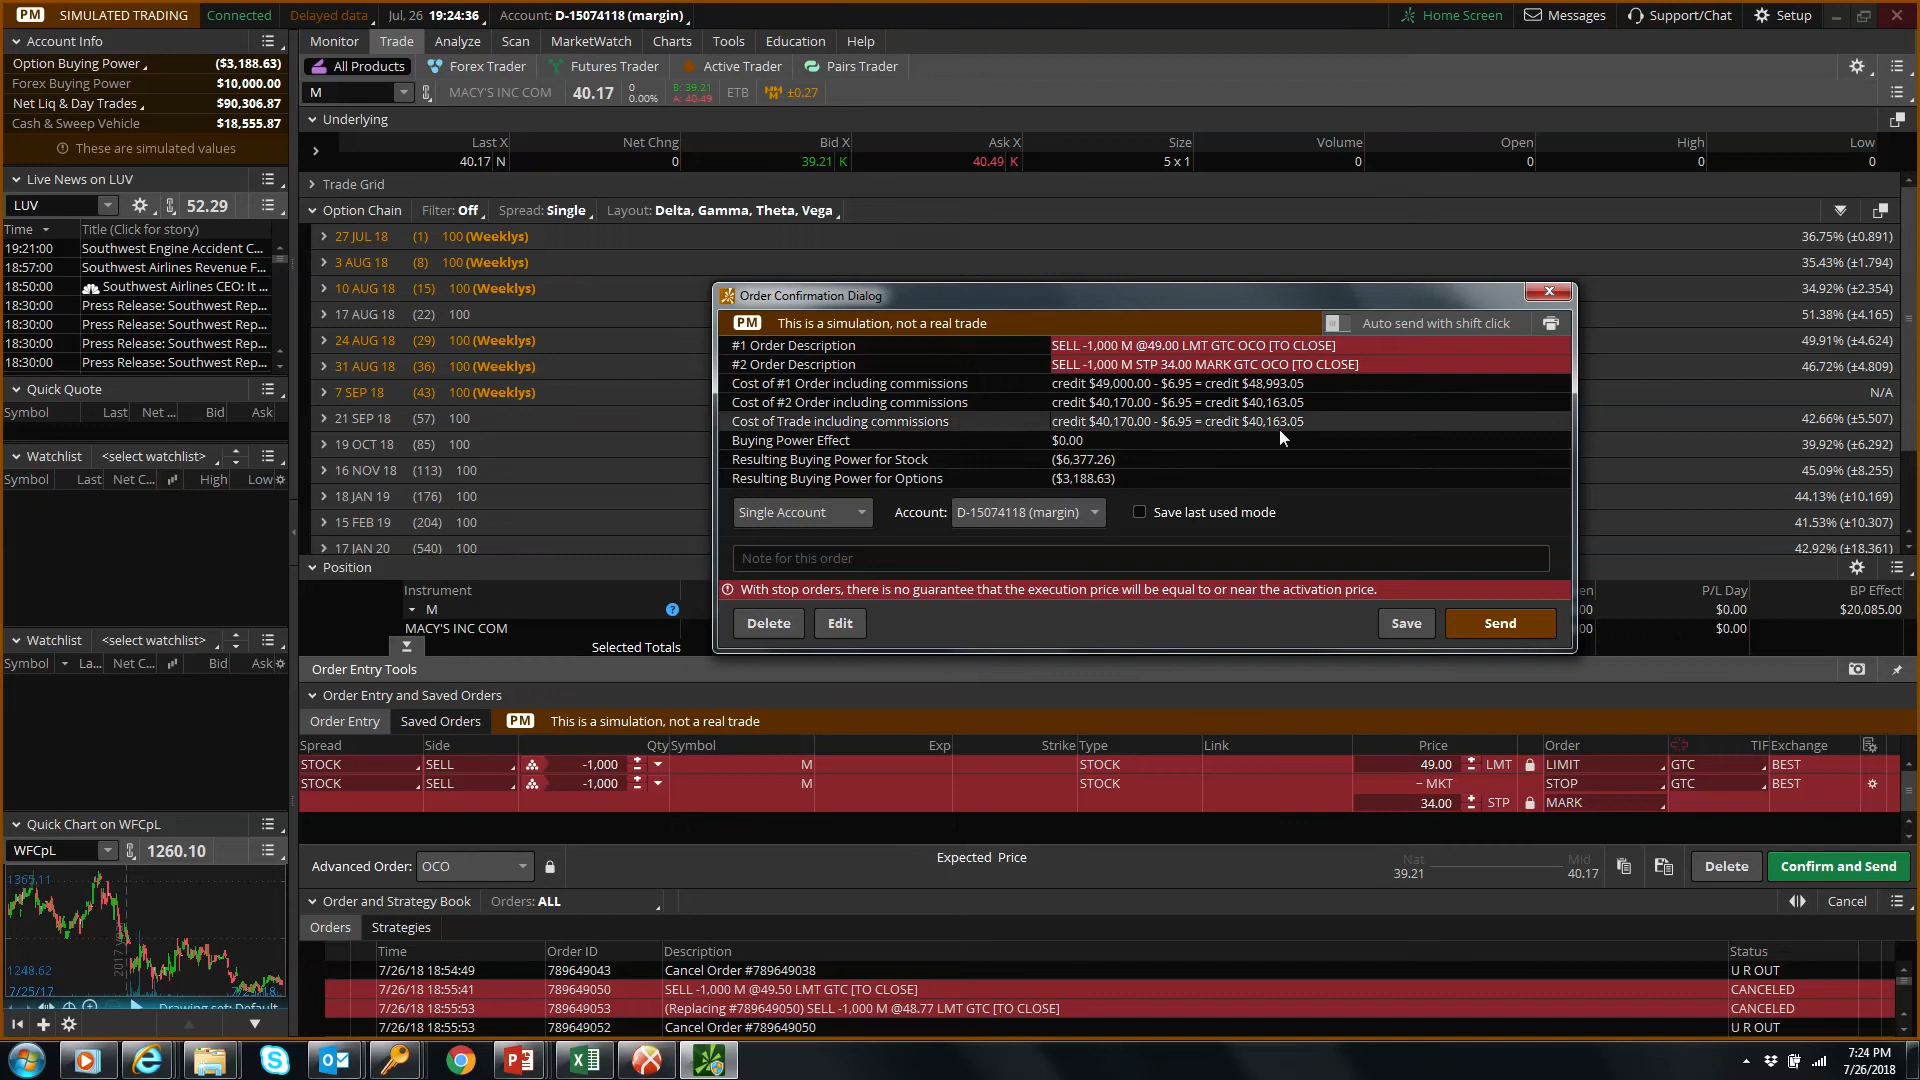 PM SIMULATED TRADING Connected Delayed data Jul, 26 19:24:36 Account: D-15074118 (margin) Home Screen Messages Support/Chat Setup
Account Info
Option Buying Power ($3,188.63)
Forex Buying Power $10,000.00
Net Liq & Day Trades $90,306.87
Cash & Sweep Vehicle $18,555.87
These are simulated values
Live News on LUV
LUV 52.29
Time Title (Click for story)
19:21:00 Southwest Engine Accident C...
18:57:00 Southwest Airlines Revenue F...
18:50:00 Southwest Airlines CEO: It ...
18:30:00 Press Release: Southwest Rep...
18:30:00 Press Release: Southwest Rep...
18:30:00 Press Release: Southwest Rep...
18:30:00 Press Release: Southwest Rep...
Quick Quote
Symbol Last Net ... Bid Ask
Watchlist <select watchlist>
Symbol Last Net C... High Low
Watchlist <select watchlist>
Symbol La... Net C... Bid Ask
Quick Chart on WFCpL
WFCpL 1260.10
1365.11
2017 year
1248.62
7/25/17
Drawing set: Default
Monitor Trade Analyze Scan MarketWatch Charts Tools Education Help
All Products Forex Trader Futures Trader Active Trader Pairs Trader
M MACY'S INC COM 40.17 0 0.00% B: 39.21 A: 40.49 ETB ±0.27
Underlying
Last X Net Chng Bid X Ask X Size Volume Open High Low
40.17 N 0 39.21 K 40.49 K 5 x 1 0 0 0 0
Trade Grid
Option Chain Filter: Off Spread: Single Layout: Delta, Gamma, Theta, Vega
27 JUL 18 (1) 100 (Weeklys) 36.75% (±0.891)
3 AUG 18 (8) 100 (Weeklys) 35.43% (±1.794)
10 AUG 18 (15) 100 (Weeklys) 34.92% (±2.354)
17 AUG 18 (22) 100 51.38% (±4.165)
24 AUG 18 (29) 100 (Weeklys) 49.91% (±4.624)
31 AUG 18 (36) 100 (Weeklys) 46.72% (±4.809)
7 SEP 18 (43) 100 (Weeklys) N/A
21 SEP 18 (57) 100 42.66% (±5.507)
19 OCT 18 (85) 100 39.92% (±6.292)
16 NOV 18 (113) 100 45.09% (±8.255)
18 JAN 19 (176) 100 44.13% (±10.169)
15 FEB 19 (204) 100 41.53% (±10.307)
17 JAN 20 (540) 100 42.92% (±18.361)
Order Confirmation Dialog
PM This is a simulation, not a real trade Auto send with shift click
#1 Order Description SELL -1,000 M @49.00 LMT GTC OCO [TO CLOSE]
#2 Order Description SELL -1,000 M STP 34.00 MARK GTC OCO [TO CLOSE]
Cost of #1 Order including commissions credit $49,000.00 - $6.95 = credit $48,993.05
Cost of #2 Order including commissions credit $40,170.00 - $6.95 = credit $40,163.05
Cost of Trade including commissions credit $40,170.00 - $6.95 = credit $40,163.05
Buying Power Effect $0.00
Resulting Buying Power for Stock ($6,377.26)
Resulting Buying Power for Options ($3,188.63)
Single Account Account: D-15074118 (margin) Save last used mode
Note for this order
With stop orders, there is no guarantee that the execution price will be equal to or near the activation price.
Delete Edit Save Send
Position
Instrument P/L Day BP Effect
M $0.00 $20,085.00
MACY'S INC COM $0.00
Selected Totals
Order Entry Tools
Order Entry and Saved Orders
Order Entry Saved Orders PM This is a simulation, not a real trade
Spread Side Qty Symbol Exp Strike Type Link Price Order TIF Exchange
STOCK SELL -1,000 M STOCK 49.00 LMT LIMIT GTC BEST
STOCK SELL -1,000 M STOCK ~ MKT STOP GTC BEST
34.00 STP MARK
Advanced Order: OCO Expected Price Nat 39.21 Mid 40.17 Delete Confirm and Send
Order and Strategy Book Orders: ALL Cancel
Orders Strategies
Time Order ID Description Status
7/26/18 18:54:49 789649043 Cancel Order #789649038 U R OUT
7/26/18 18:55:41 789649050 SELL -1,000 M @49.50 LMT GTC [TO CLOSE] CANCELED
7/26/18 18:55:53 789649053 (Replacing #789649050) SELL -1,000 M @48.77 LMT GTC [TO CLOSE] CANCELED
7/26/18 18:55:53 789649052 Cancel Order #789649050 U R OUT
7:24 PM
7/26/2018